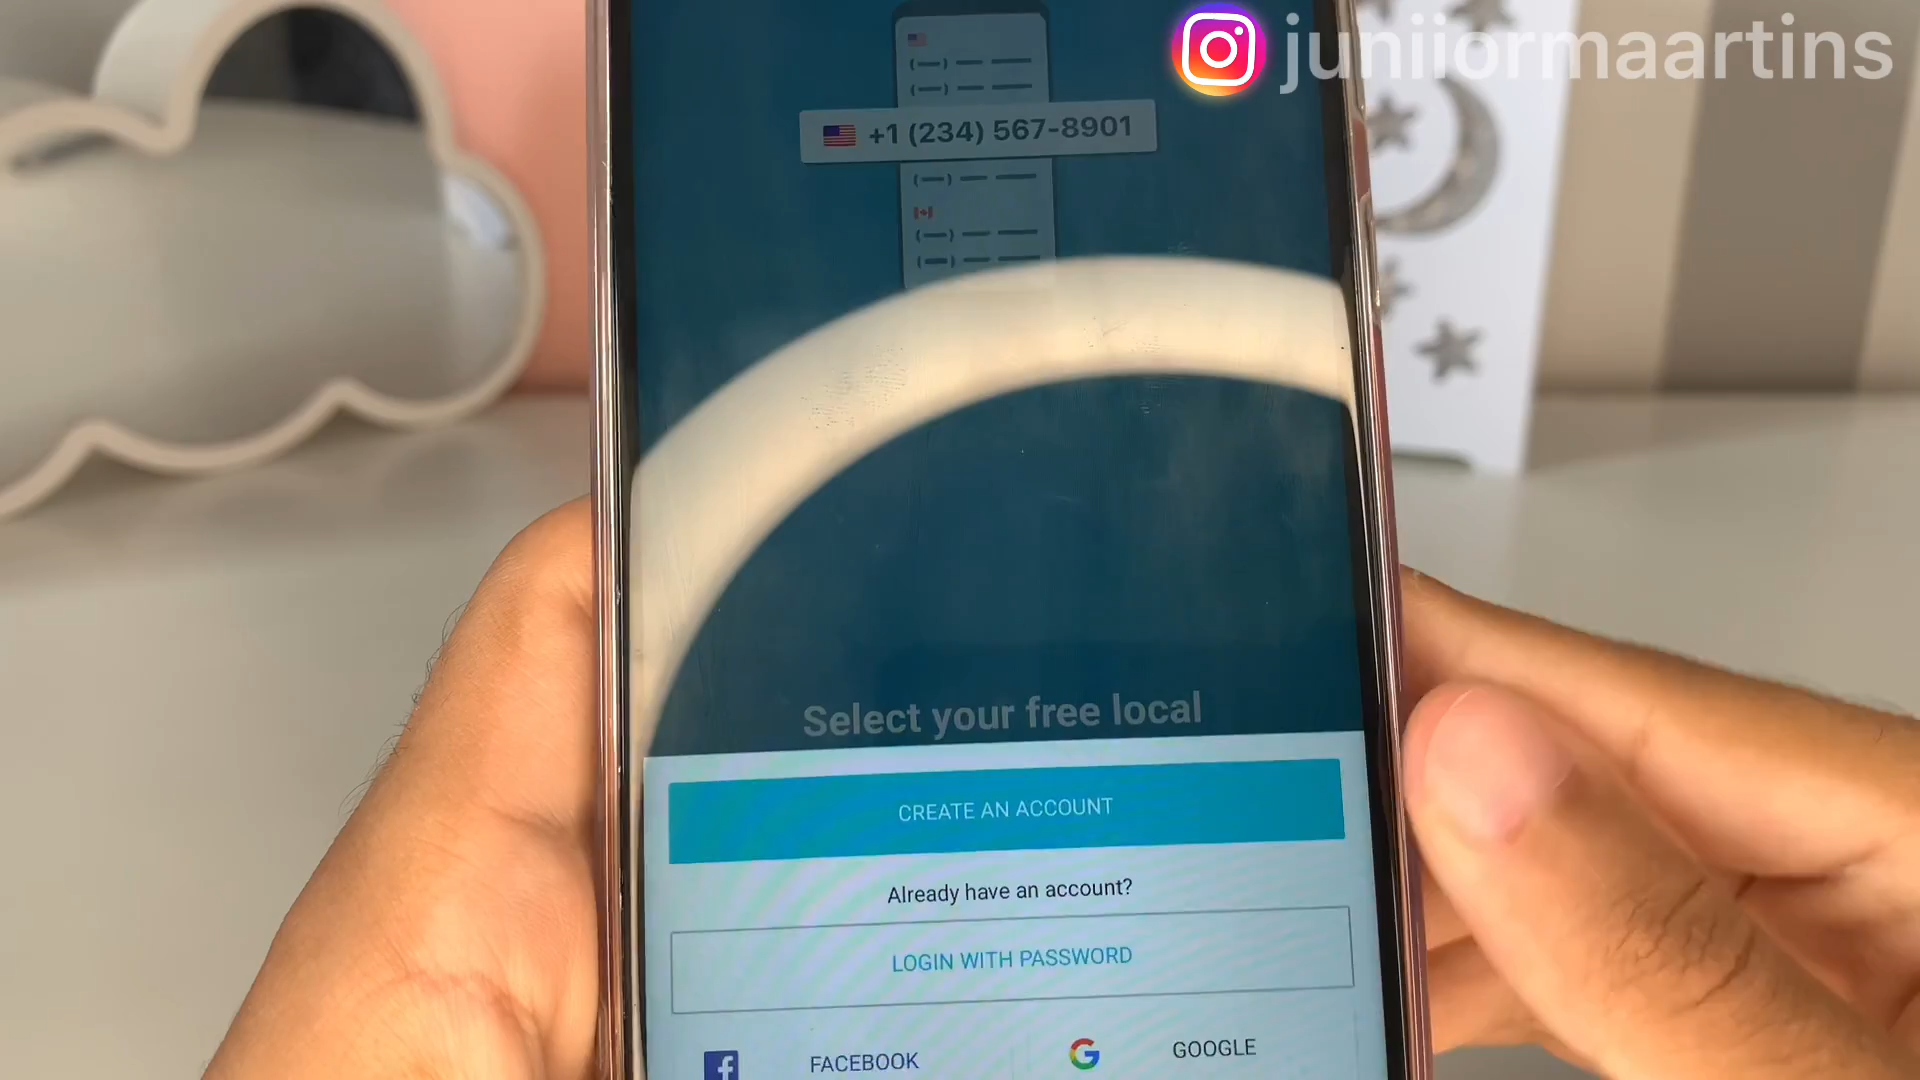 juniiormaartins
+1 (234) 567-8901
Select your free local
CREATE AN ACCOUNT
Already have an account?
LOGIN WITH PASSWORD
FACEBOOK
GOOGLE